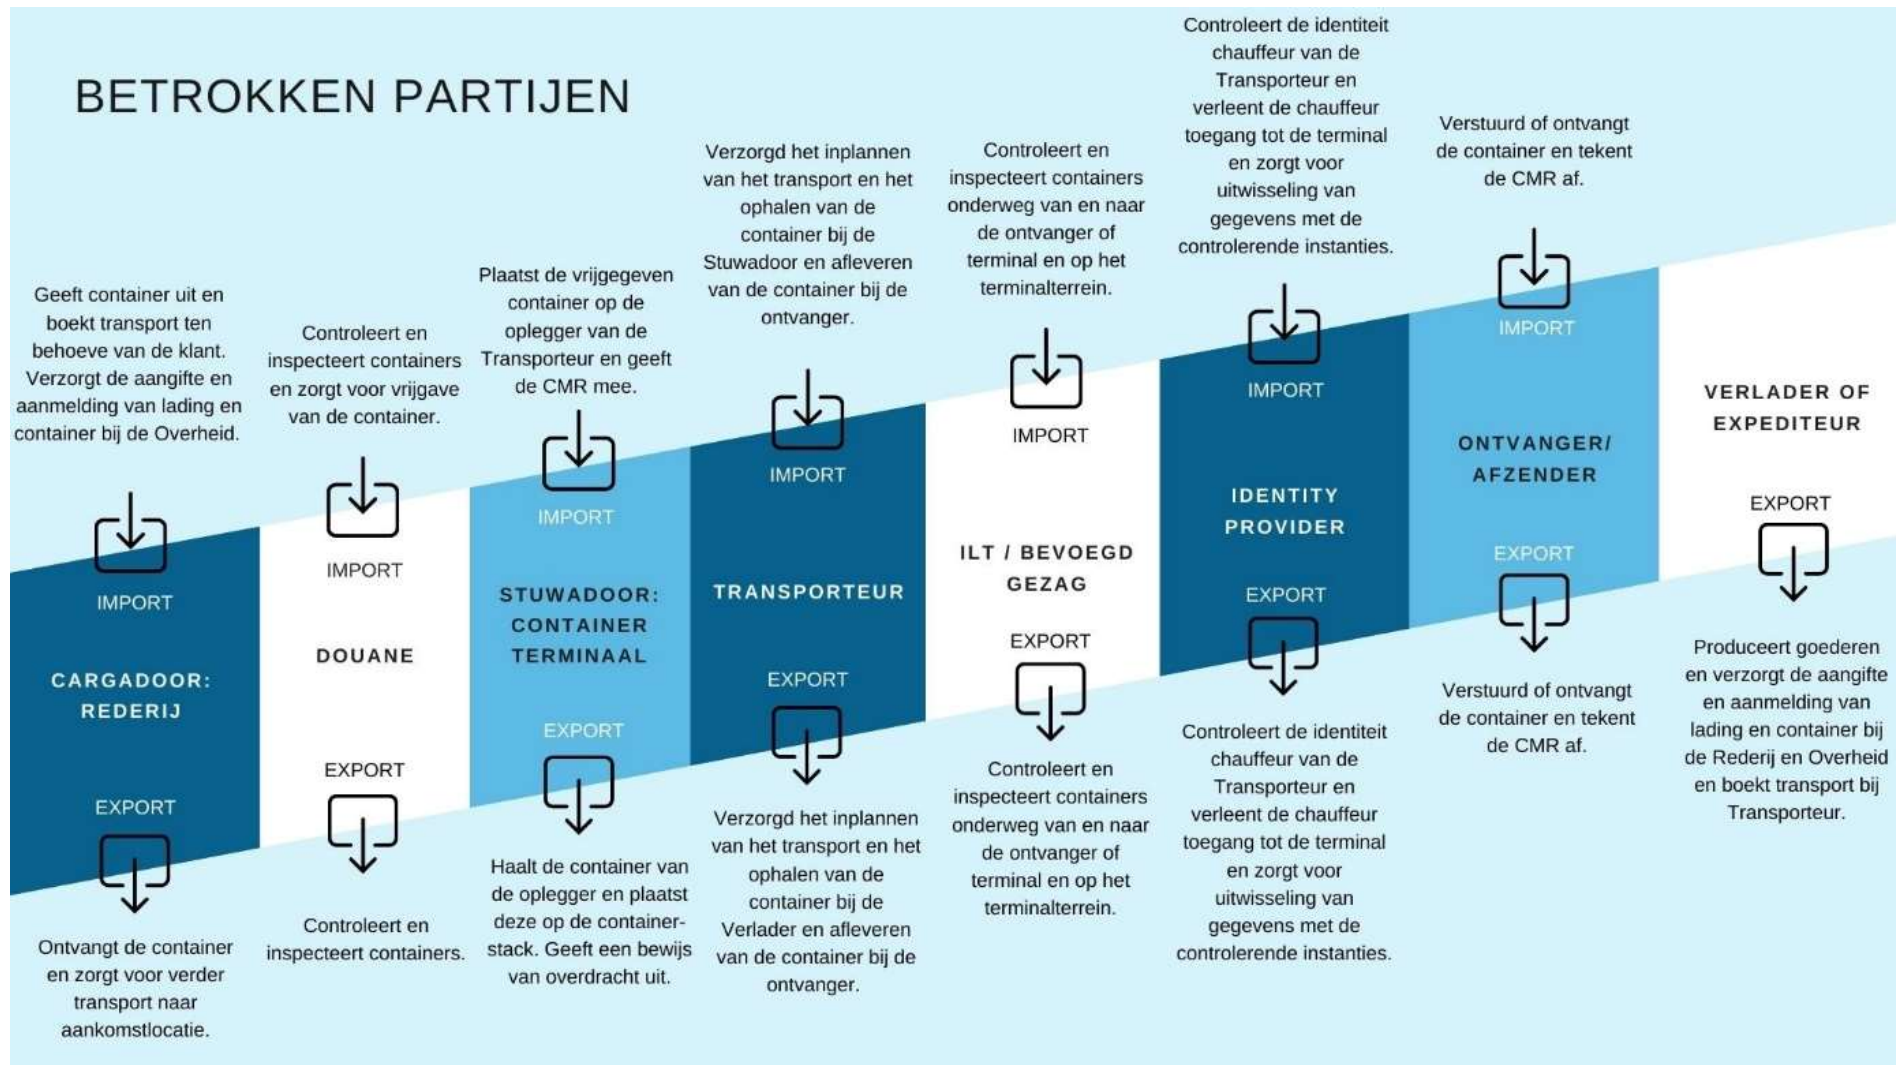 BETROKKEN PARTIJEN
Geeft container uit en
boekt transport ten
behoeve van de klant.
Verzorgt de aangifte en
aanmelding van lading en
container bij de Overheid.
IMPORT
CARGADOOR:
REDERIJ
EXPORT
Ontvangt de container
en zorgt voor verder
transport naar
aankomstlocatie.
Controleert en
inspecteert containers
en zorgt voor vrijgave
van de container.
IMPORT
DOUANE
EXPORT
Controleert en
inspecteert containers.
Plaatst de vrijgegeven
container op de
oplegger van de
Transporteur en geeft
de CMR mee.
IMPORT
STUWADOOR:
CONTAINER
TERMINAAL
EXPORT
Haalt de container van
de oplegger en plaatst
deze op de container-
stack. Geeft een bewijs
van overdracht uit.
Verzorgd het inplannen
van het transport en het
ophalen van de
container bij de
Stuwadoor en afleveren
van de container bij de
ontvanger.
IMPORT
TRANSPORTEUR
EXPORT
Verzorgd het inplannen
van het transport en het
ophalen van de
container bij de
Verlader en afleveren
van de container bij de
ontvanger.
Controleert en
inspecteert containers
onderweg van en naar
de ontvanger of
terminal en op het
terminalterrein.
IMPORT
ILT / BEVOEGD
GEZAG
EXPORT
Controleert en
inspecteert containers
onderweg van en naar
de ontvanger of
terminal en op het
terminalterrein.
Controleert de identiteit
chauffeur van de
Transporteur en
verleent de chauffeur
toegang tot de terminal
en zorgt voor
uitwisseling van
gegevens met de
controlerende instanties.
IMPORT
IDENTITY
PROVIDER
EXPORT
Controleert de identiteit
chauffeur van de
Transporteur en
verleent de chauffeur
toegang tot de terminal
en zorgt voor
uitwisseling van
gegevens met de
controlerende instanties.
Verstuurd of ontvangt
de container en tekent
de CMR af.
IMPORT
ONTVANGER/
AFZENDER
EXPORT
Verstuurd of ontvangt
de container en tekent
de CMR af.
VERLADER OF
EXPEDITEUR
EXPORT
Produceert goederen
en verzorgt de aangifte
en aanmelding van
lading en container bij
de Rederij en Overheid
en boekt transport bij
Transporteur.